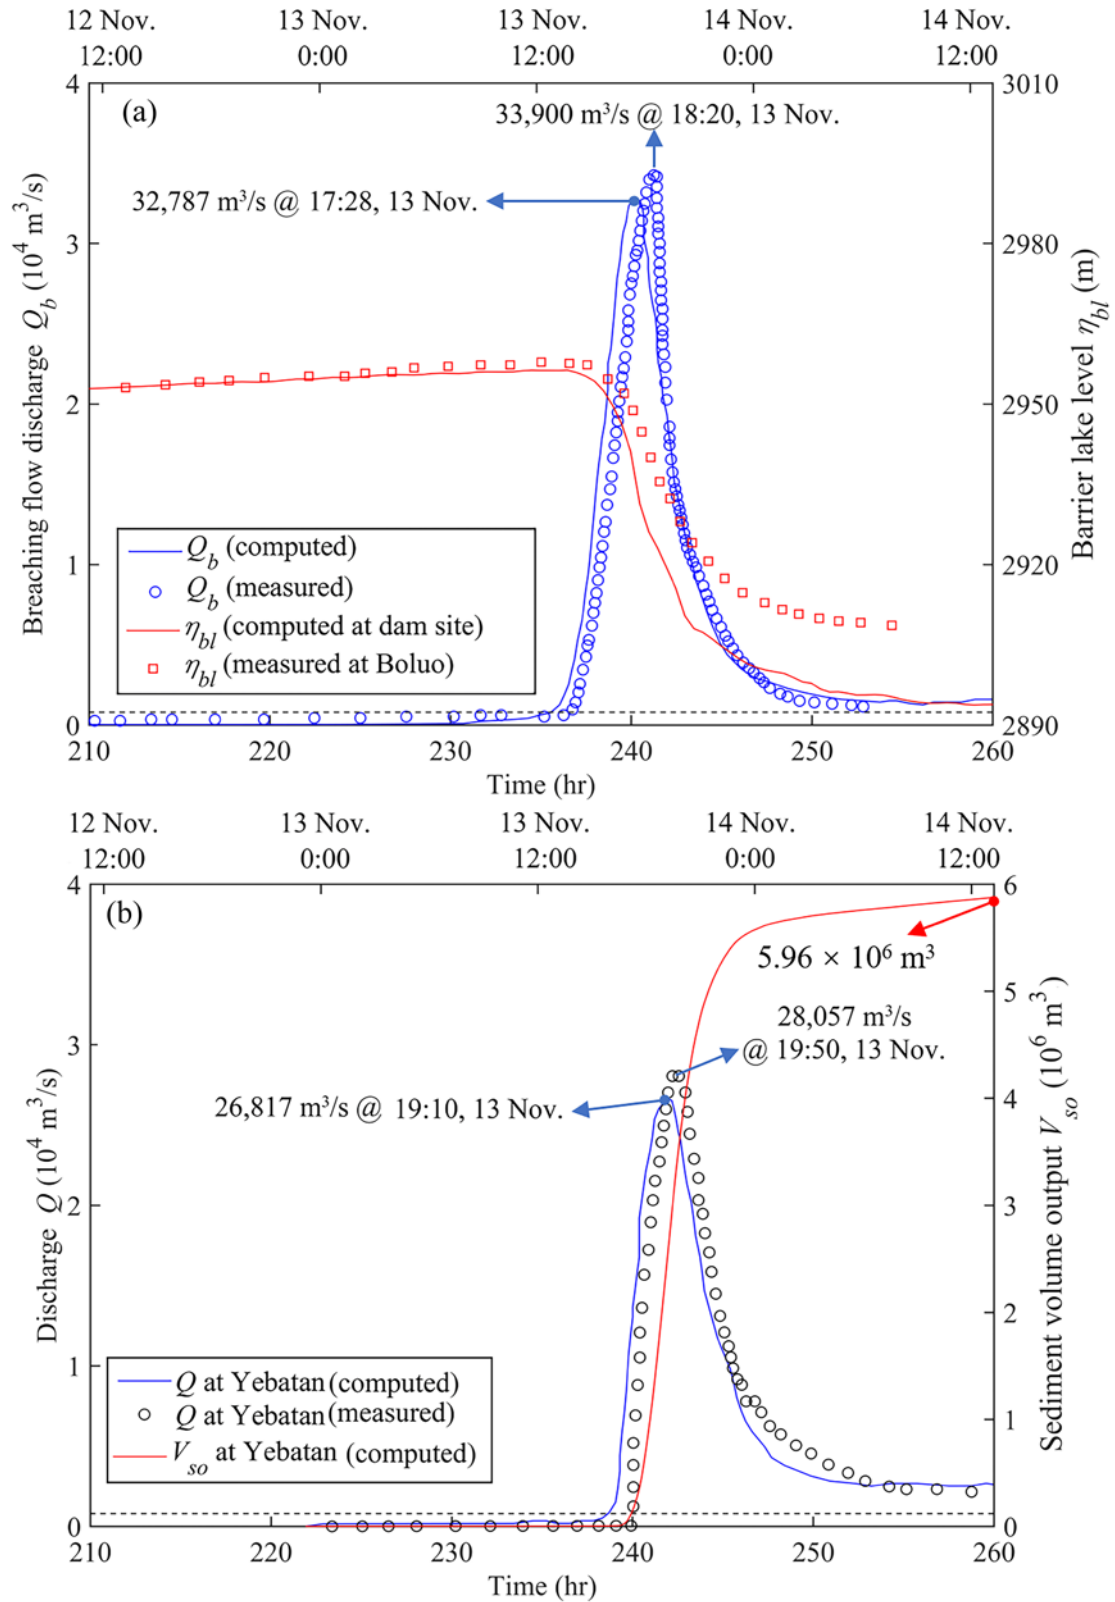 12 Nov. 13 Nov. 13 Nov. 14 Nov. 14 Nov.
12:00 0:00 12:00 0:00 12:00
4 3010
(a)
33,900 m³/s @ 18:20, 13 Nov.
32,787 m³/s @ 17:28, 13 Nov.
3 2980
Breaching flow discharge Q_b (10⁴ m³/s)
Barrier lake level η_bl (m)
2 2950
Q_b (computed)
1 2920
Q_b (measured)
η_bl (computed at dam site)
η_bl (measured at Boluo)
0 2890
210 220 230 240 250 260
Time (hr)
12 Nov. 13 Nov. 13 Nov. 14 Nov. 14 Nov.
12:00 0:00 12:00 0:00 12:00
4 6
(b)
5.96 × 10⁶ m³
5
28,057 m³/s
3
@ 19:50, 13 Nov.
26,817 m³/s @ 19:10, 13 Nov.
4
Discharge Q (10⁴ m³/s)
Sediment volume output V_so (10⁶ m³)
2 3
2
1
Q at Yebatan (computed)
Q at Yebatan (measured)
1
V_so at Yebatan (computed)
0 0
210 220 230 240 250 260
Time (hr)